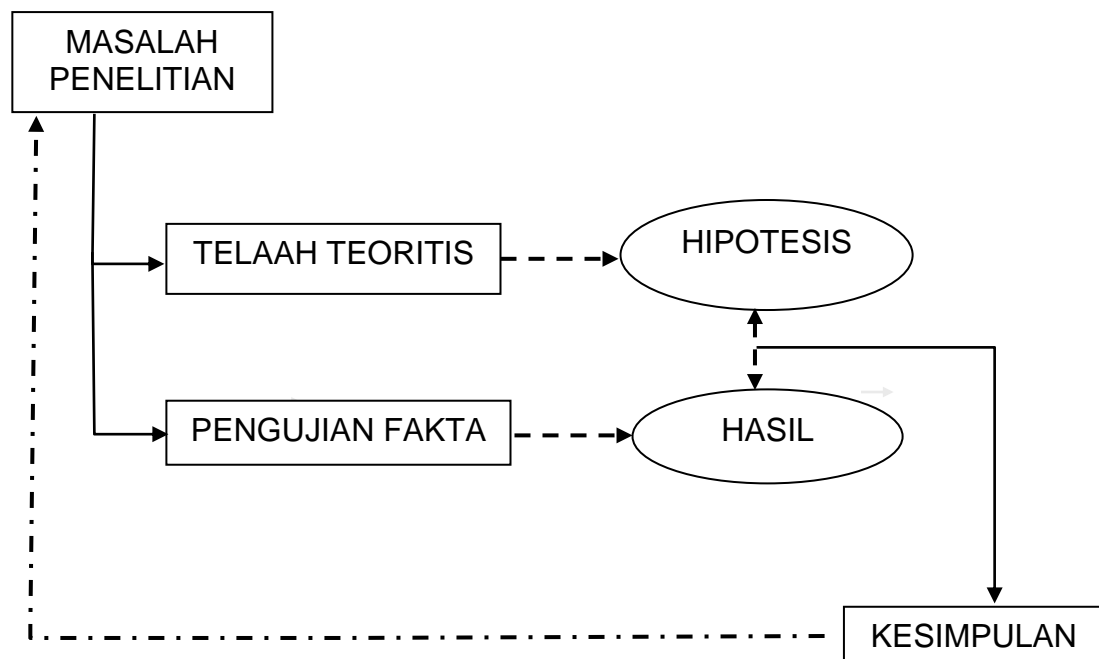 MASALAH
PENELITIAN
TELAAH TEORITIS
HIPOTESIS
PENGUJIAN FAKTA
HASIL
KESIMPULAN